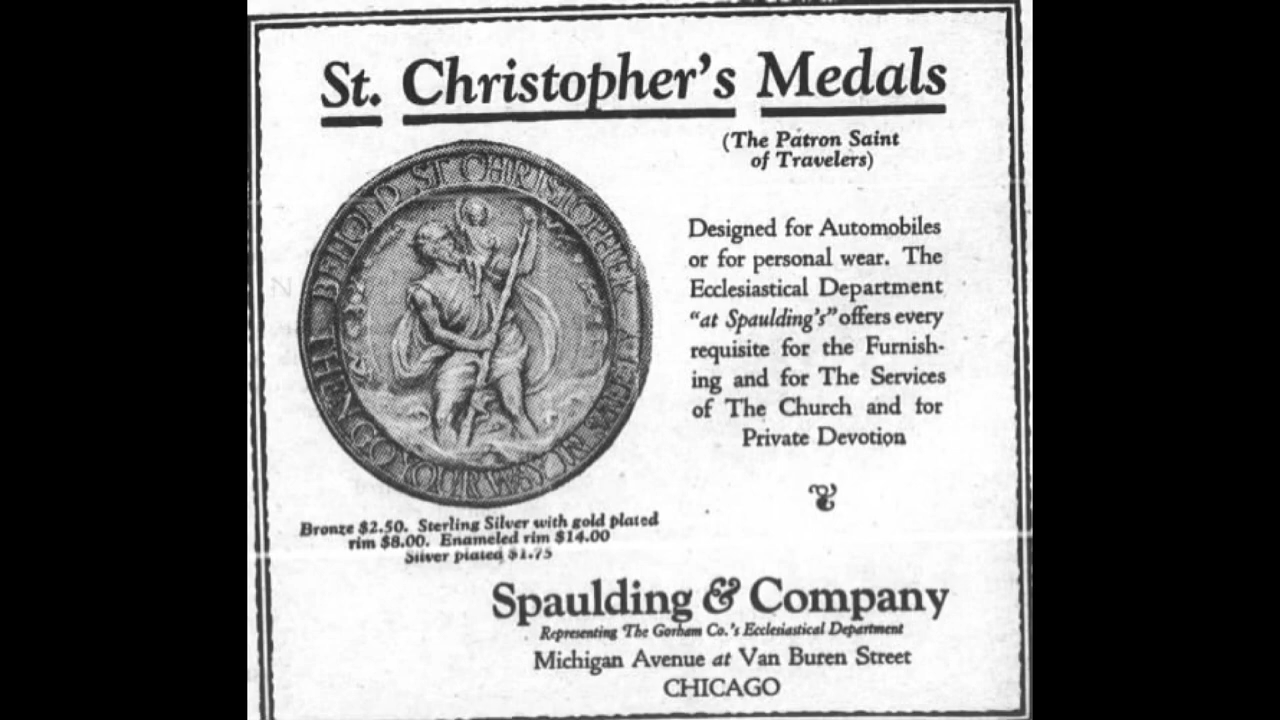 St. Christopher's Medals
(The Patron Saint
of Travelers)
BEHOLD ST CHRISTOPHER
THEN GO YOUR WAY IN
Designed for Automobiles
or for personal wear. The
Ecclesiastical Department
"at Spaulding's" offers every
requisite for the Furnish-
ing and for The Services
of The Church and for
Private Devotion
Bronze $2.50. Sterling Silver with gold plated
rim $8.00. Enameled rim $14.00
Silver plated $1.75
Spaulding & Company
Representing The Gorham Co.'s Ecclesiastical Department
Michigan Avenue at Van Buren Street
CHICAGO